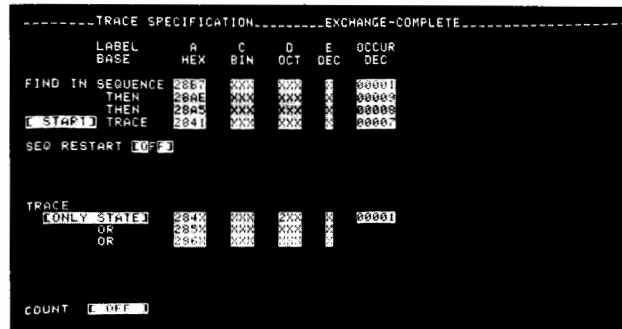 --------TRACE SPECIFICATION--------EXCHANGE-COMPLETE--------
LABEL A C D E OCCUR
BASE HEX BIN OCT DEC DEC
FIND IN SEQUENCE 28B7 XXX XXX X 00001
THEN 28AE XXX XXX X 00003
THEN 28A5 XXX XXX X 00008
[ START] TRACE 2841 XXX XXX X 00007
SEQ RESTART [OFF]
TRACE
[ONLY STATE] 284X XXX 2XX X 00001
OR 285X XXX XXX X
OR 286X XXX XXX X
COUNT [ OFF ]